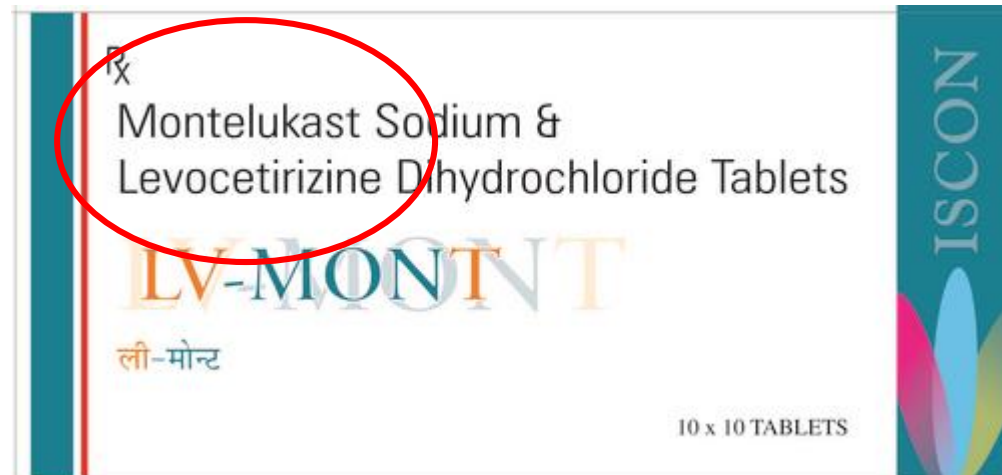 Rx
Montelukast Sodium &
Levocetirizine Dihydrochloride Tablets
LV-MONT
ली-मोन्ट
10 x 10 TABLETS
ISCON